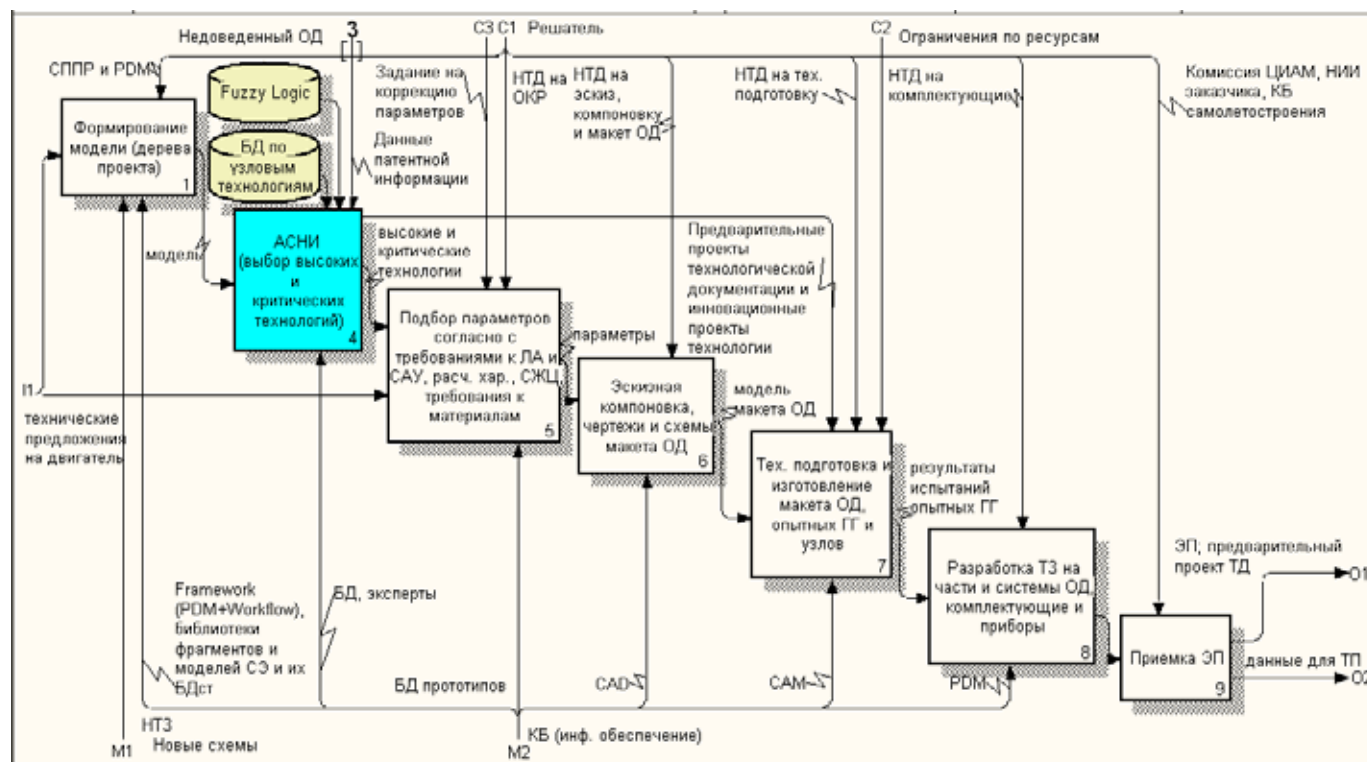 Недоведенный ОД
3
C3
C1
Решатель
C2
Ограничения по ресурсам
СППР и PDM
Fuzzy Logic
Задание на
коррекцию
параметров
НТД на
ОКР
НТД на
эскиз,
компоновку
и макет ОД
НТД на тех.
подготовку
НТД на
комплектующие
Комиссия ЦИАМ, НИИ
заказчика, КБ
самолетостроения
Формирование
модели (дерева
проекта)
1
БД по
узловым
технологиям
Данные
патентной
информации
модель
АСНИ
(выбор высоких
и
критических
технологий)
4
высокие и
критические
технологии
Предварительные
проекты
технологической
документации и
инновационные
проекты
технологии
Подбор параметров
согласно с
требованиями к ЛА и
САУ, расч. хар., СЖЦ,
требования к
материалам
5
параметры
I1
технические
предложения
на двигатель
Эскизная
компоновка,
чертежи и схемы
макета ОД
6
модель
макета ОД
Тех. подготовка и
изготовление
макета ОД,
опытных ГГ и
узлов
7
результаты
испытаний
опытных ГГ
Разработка ТЗ на
части и системы ОД,
комплектующие и
приборы
8
ЭП; предварительный
проект ТД
O1
Приемка ЭП
9
данные для ТП
O2
Framework
(PDM+Workflow),
библиотеки
фрагментов и
моделей СЭ и их
БДст
БД, эксперты
БД прототипов
CAD
CAM
PDM
НТЗ
Новые схемы
M1
M2
КБ (инф. обеспечение)